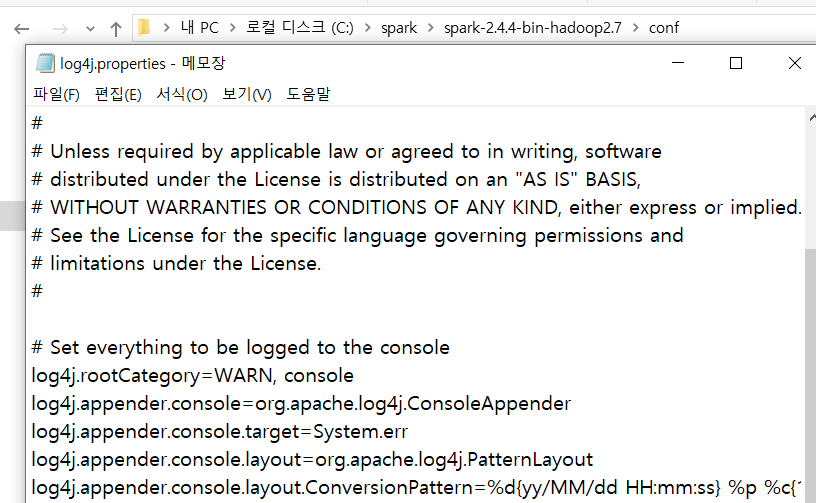 내 PC > 로컬 디스크 (C:) > spark > spark-2.4.4-bin-hadoop2.7 > conf
log4j.properties - 메모장
파일(F) 편집(E) 서식(O) 보기(V) 도움말
#
# Unless required by applicable law or agreed to in writing, software
# distributed under the License is distributed on an "AS IS" BASIS,
# WITHOUT WARRANTIES OR CONDITIONS OF ANY KIND, either express or implied.
# See the License for the specific language governing permissions and
# limitations under the License.
#
# Set everything to be logged to the console
log4j.rootCategory=WARN, console
log4j.appender.console=org.apache.log4j.ConsoleAppender
log4j.appender.console.target=System.err
log4j.appender.console.layout=org.apache.log4j.PatternLayout
log4j.appender.console.layout.ConversionPattern=%d{yy/MM/dd HH:mm:ss} %p %c{